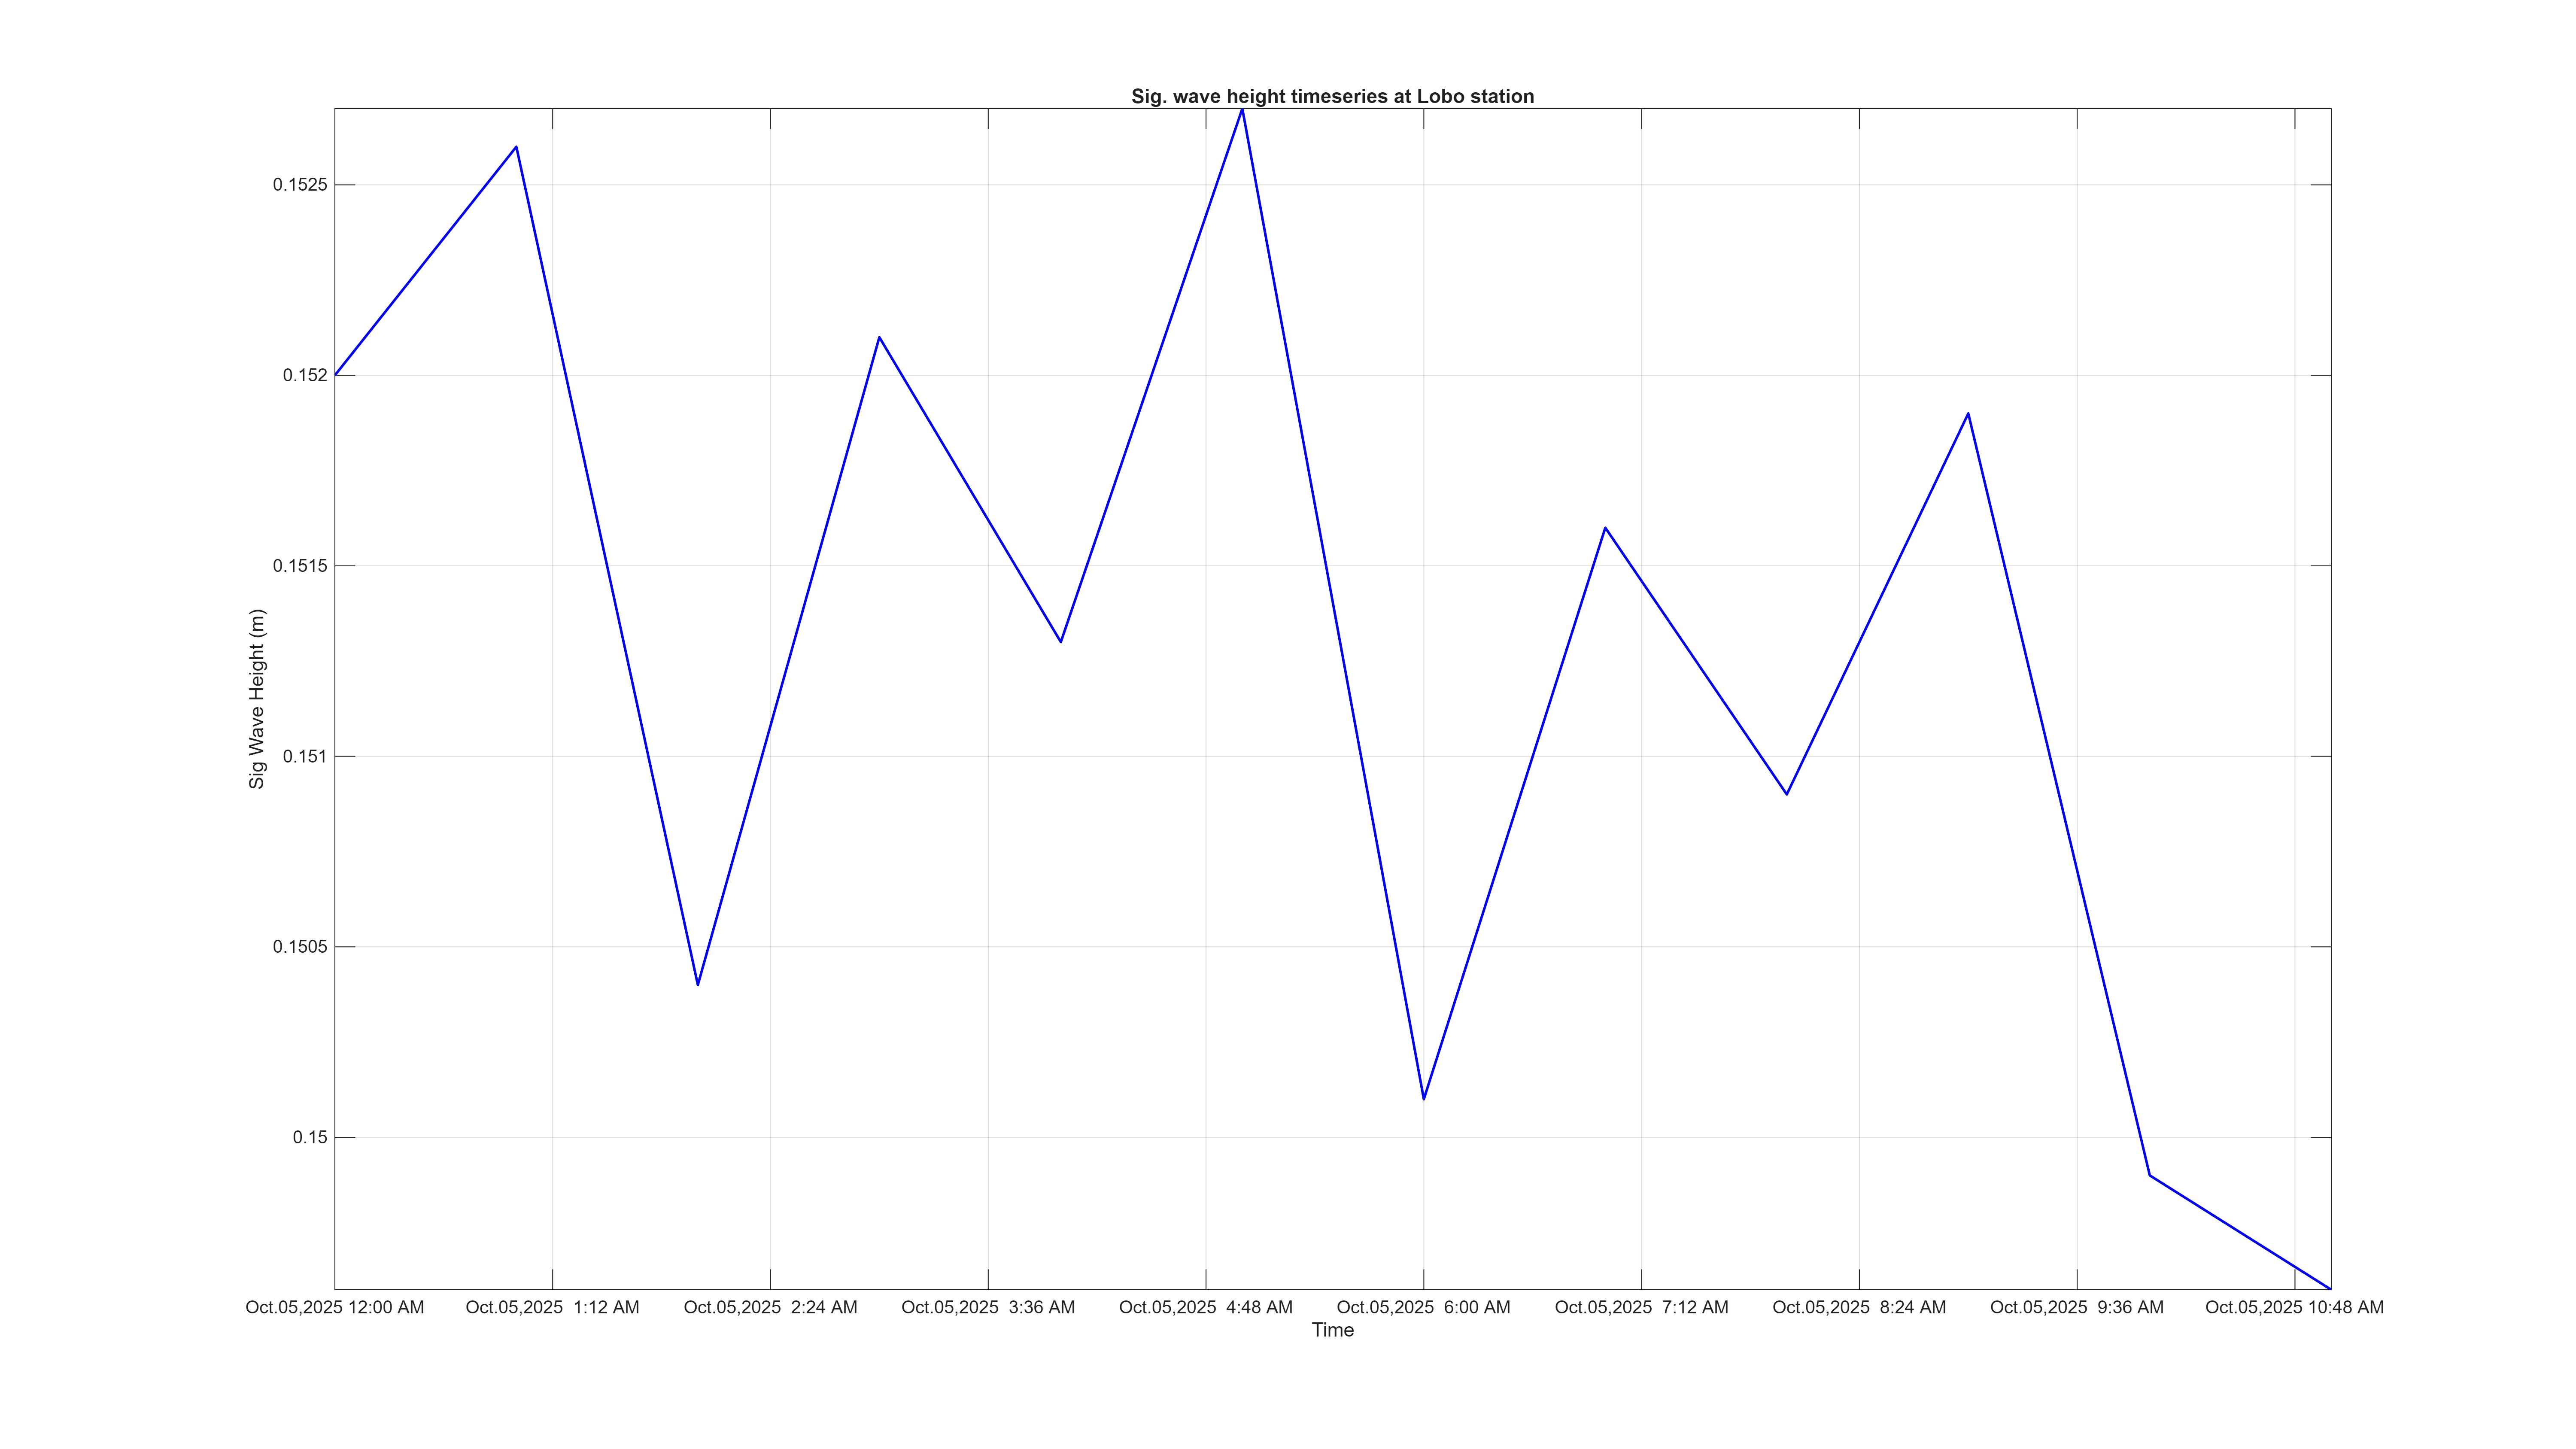 Sig. wave height timeseries at Lobo station
0.1525
0.152
0.1515
0.151
0.1505
0.15
Sig Wave Height (m)
Oct.05,2025 12:00 AM
Oct.05,2025  1:12 AM
Oct.05,2025  2:24 AM
Oct.05,2025  3:36 AM
Oct.05,2025  4:48 AM
Oct.05,2025  6:00 AM
Oct.05,2025  7:12 AM
Oct.05,2025  8:24 AM
Oct.05,2025  9:36 AM
Oct.05,2025 10:48 AM
Time